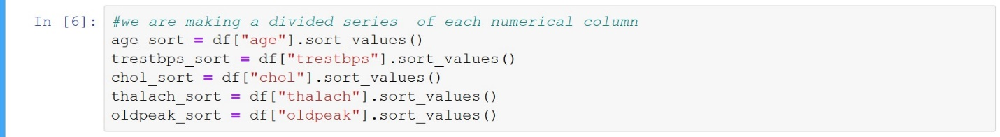 In [6]: #we are making a divided series  of each numerical column
age_sort = df["age"].sort_values()
trestbps_sort = df["trestbps"].sort_values()
chol_sort = df["chol"].sort_values()
thalach_sort = df["thalach"].sort_values()
oldpeak_sort = df["oldpeak"].sort_values()